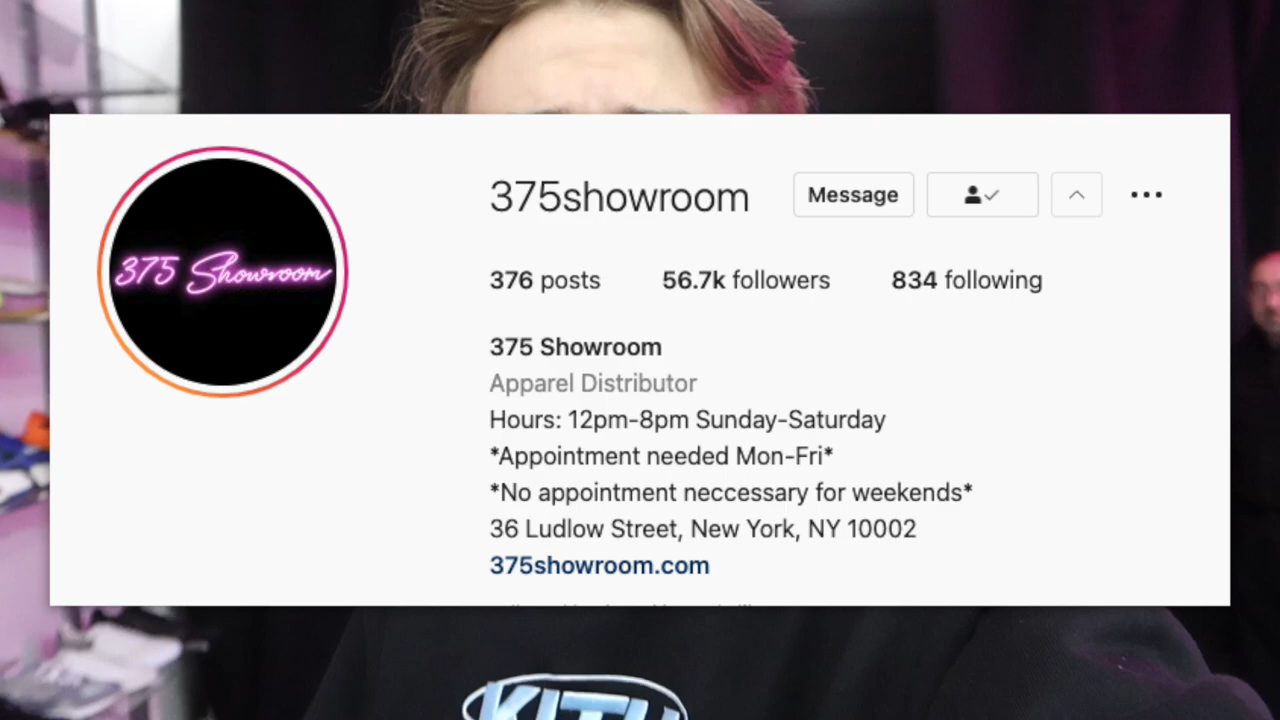 375 Showroom
375showroom
Message
376 posts 56.7k followers 834 following
375 Showroom
Apparel Distributor
Hours: 12pm-8pm Sunday-Saturday
*Appointment needed Mon-Fri*
*No appointment neccessary for weekends*
36 Ludlow Street, New York, NY 10002
375showroom.com
KITH